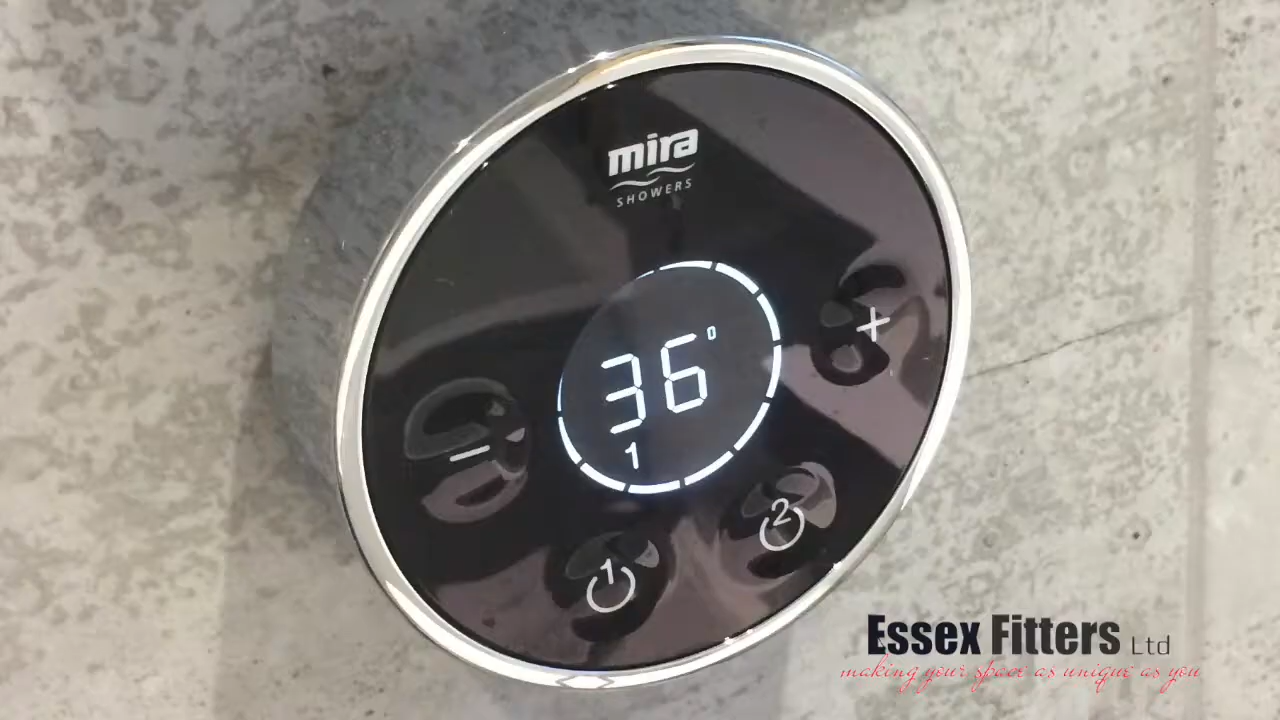 mira
SHOWERS
+
36°
1
−
2
1
Essex Fitters Ltd
making your space as unique as you